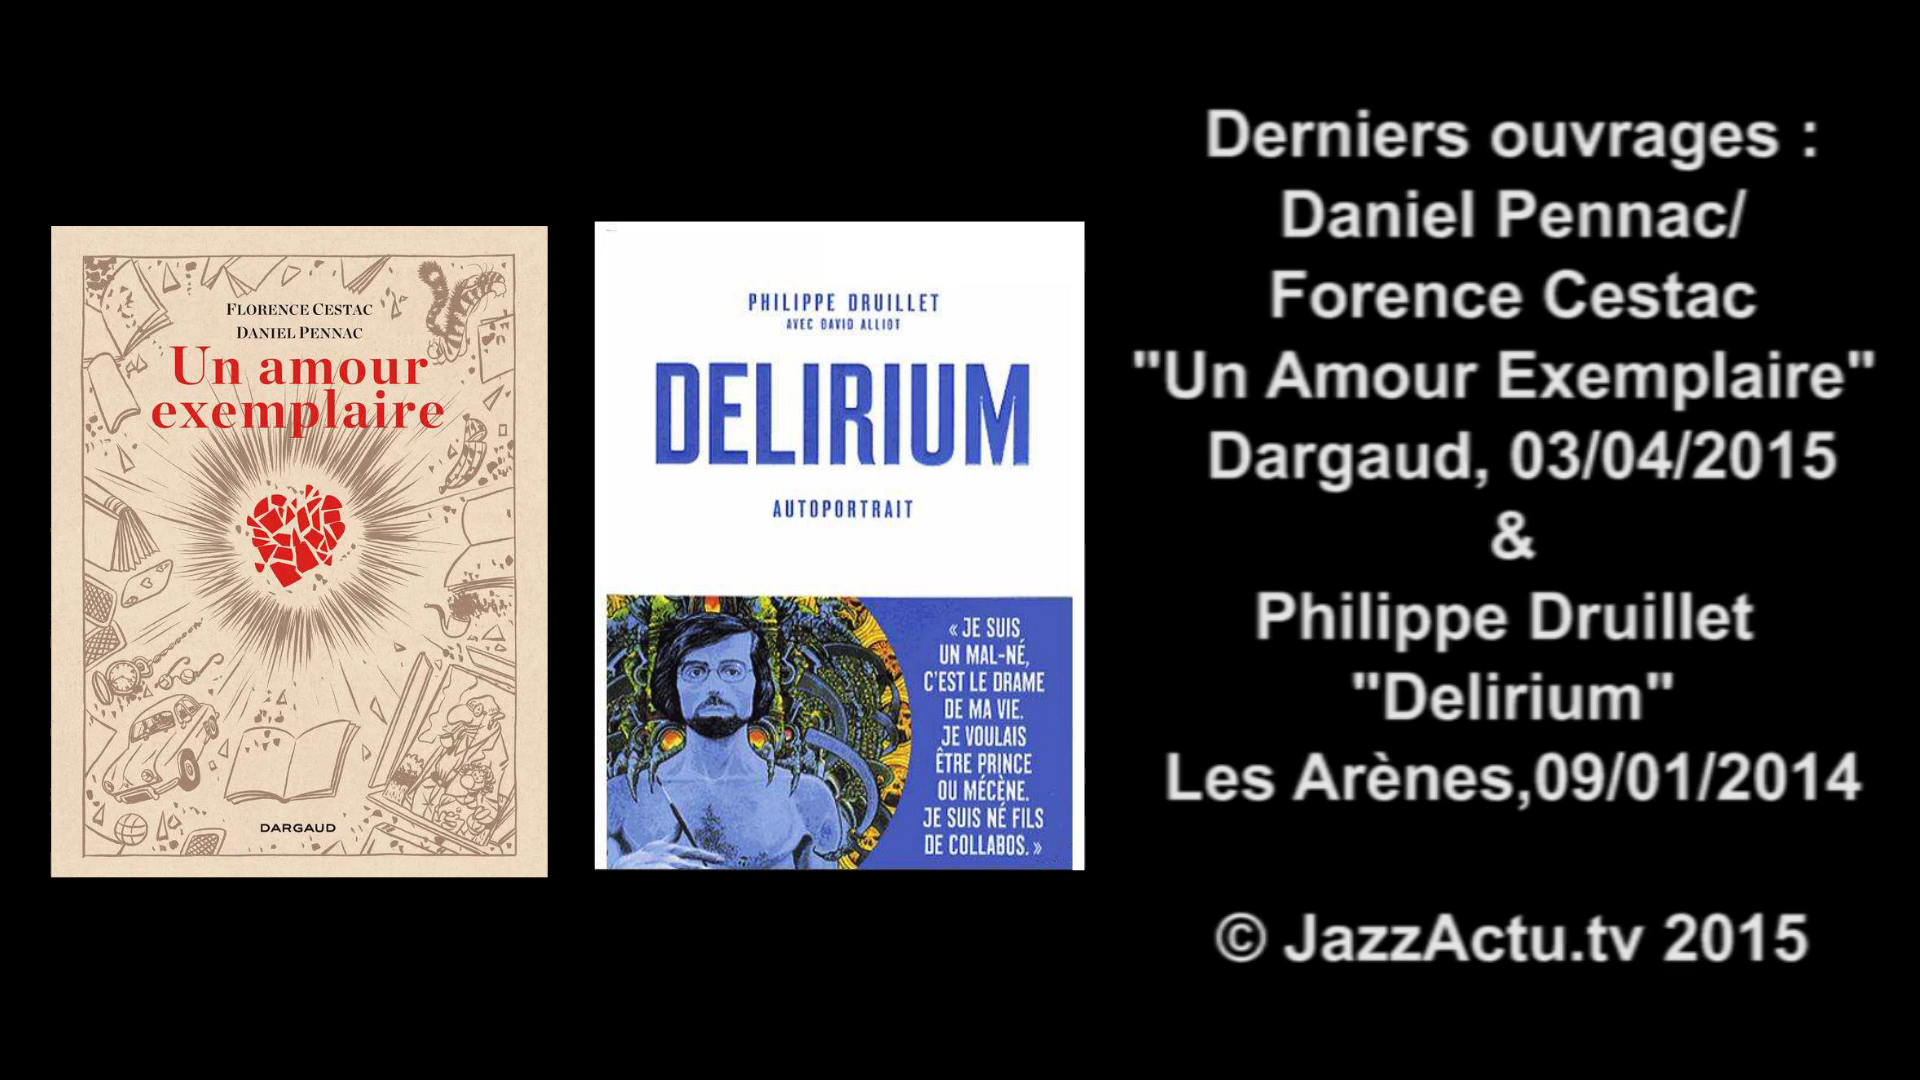 FLORENCE CESTAC
DANIEL PENNAC
Un amour
exemplaire
DARGAUD
PHILIPPE DRUILLET
AVEC DAVID ALLIOT
DELIRIUM
AUTOPORTRAIT
« JE SUIS
UN MAL-NÉ,
C'EST LE DRAME
DE MA VIE.
JE VOULAIS
ÊTRE PRINCE
OU MÉCÈNE.
JE SUIS NÉ FILS
DE COLLABOS. »
Derniers ouvrages :
Daniel Pennac/
Forence Cestac
"Un Amour Exemplaire"
Dargaud, 03/04/2015
&
Philippe Druillet
"Delirium"
Les Arènes,09/01/2014
© JazzActu.tv 2015